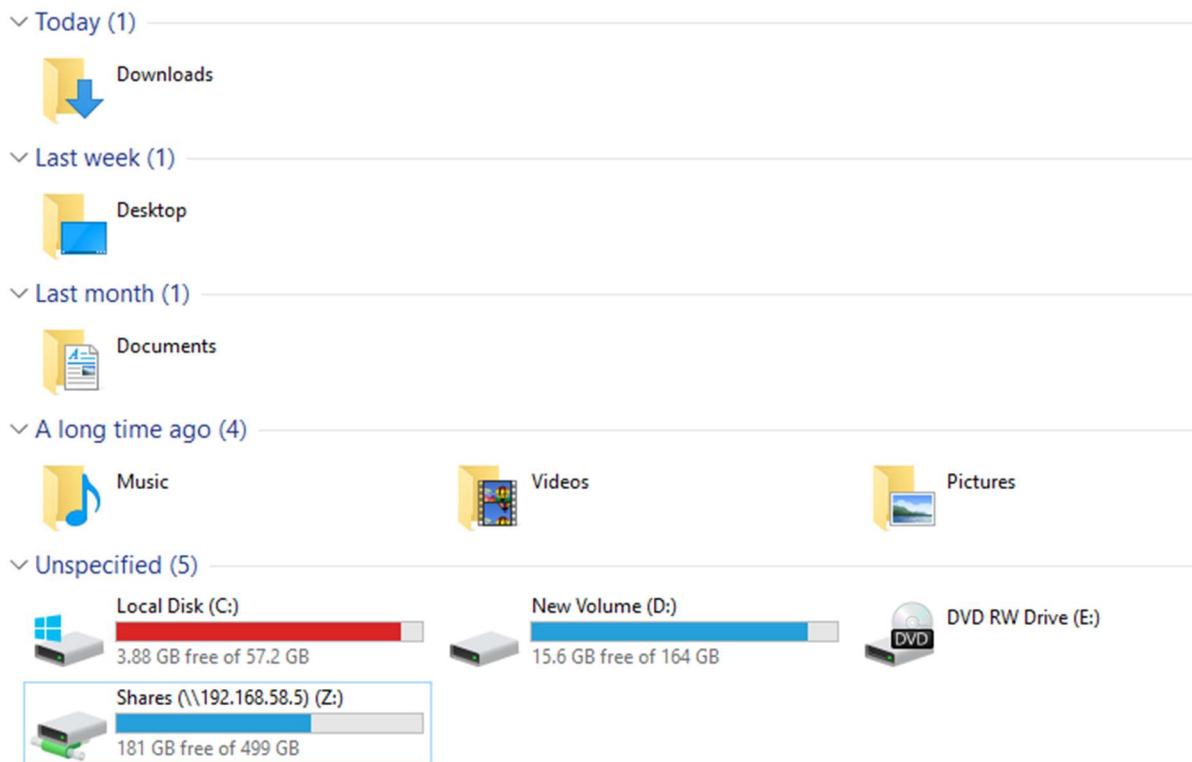 Today (1)
Downloads
Last week (1)
Desktop
Last month (1)
Documents
A long time ago (4)
Music Videos Pictures
Unspecified (5)
Local Disk (C:) New Volume (D:) DVD RW Drive (E:)
DVD
3.88 GB free of 57.2 GB 15.6 GB free of 164 GB
Shares (\\192.168.58.5) (Z:)
181 GB free of 499 GB